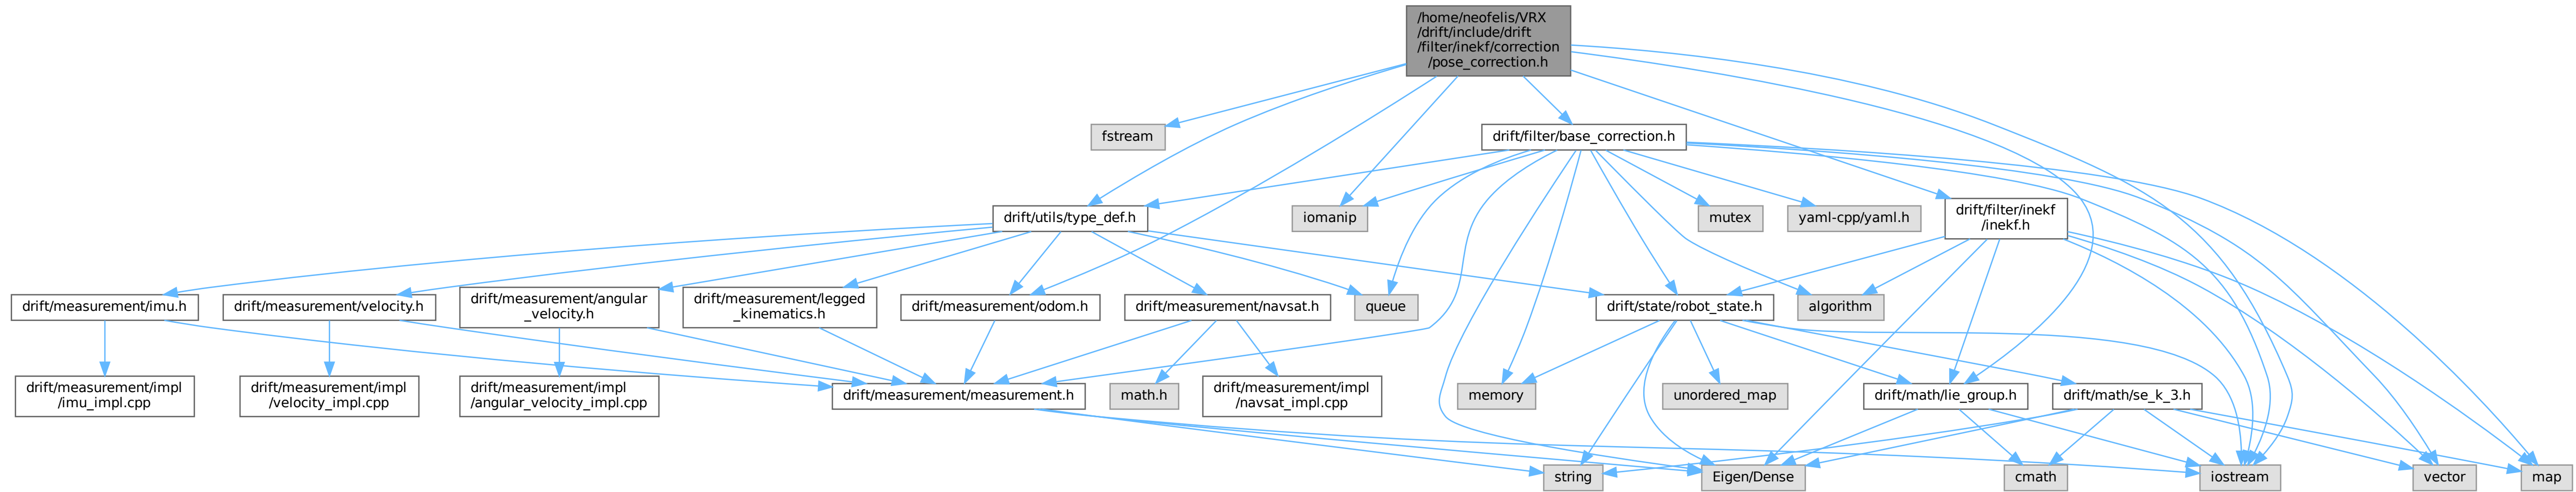 /home/neofelis/VRX
/drift/include/drift
/filter/inekf/correction
/pose_correction.h
fstream
drift/filter/base_correction.h
drift/utils/type_def.h
iomanip
mutex
yaml-cpp/yaml.h
drift/filter/inekf
/inekf.h
drift/measurement/imu.h
drift/measurement/velocity.h
drift/measurement/angular
_velocity.h
drift/measurement/legged
_kinematics.h
drift/measurement/odom.h
drift/measurement/navsat.h
queue
drift/state/robot_state.h
algorithm
drift/measurement/impl
/imu_impl.cpp
drift/measurement/impl
/velocity_impl.cpp
drift/measurement/impl
/angular_velocity_impl.cpp
drift/measurement/measurement.h
math.h
drift/measurement/impl
/navsat_impl.cpp
memory
unordered_map
drift/math/lie_group.h
drift/math/se_k_3.h
string
Eigen/Dense
cmath
iostream
vector
map